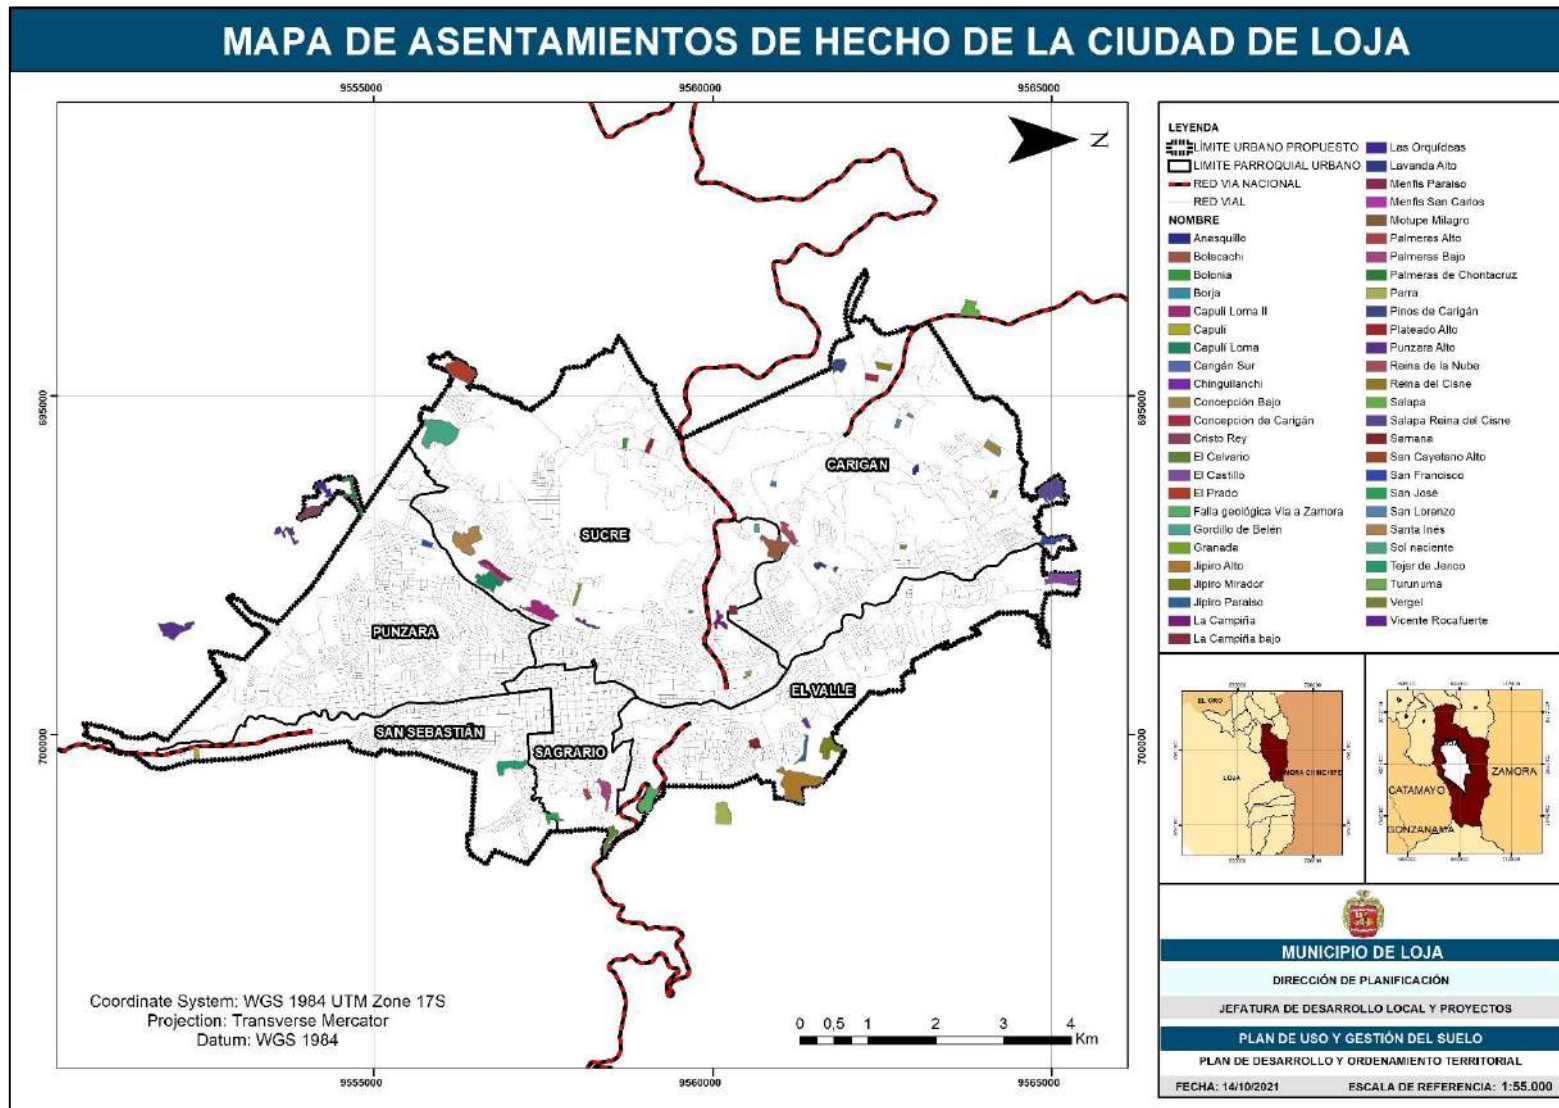 MAPA DE ASENTAMIENTOS DE HECHO DE LA CIUDAD DE LOJA
9555000 9560000 9565000
N
695000 695000
700000 700000
9555000 9560000 9565000
CARIGAN
SUCRE
PUNZARA
EL VALLE
SAN SEBASTIÁN
SAGRARIO
Coordinate System: WGS 1984 UTM Zone 17S
Projection: Transverse Mercator
Datum: WGS 1984
0 0,5 1 2 3 4
Km
LEYENDA
LÍMITE URBANO PROPUESTO
LIMITE PARROQUIAL URBANO
RED VIA NACIONAL
RED VIAL
NOMBRE
Anasquillo
Bolacachi
Bolonia
Borja
Capulí Loma II
Capulí
Capulí Loma
Carigán Sur
Chinguilanchi
Concepción Bajo
Concepción de Carigán
Cristo Rey
El Calvario
El Castillo
El Prado
Falla geológica Vía a Zamora
Gordillo de Belén
Granada
Jipiro Alto
Jipiro Mirador
Jipiro Paraiso
La Campiña
La Campiña bajo
Las Orquídeas
Lavanda Alto
Menfis Paraiso
Menfis San Carlos
Motupe Milagro
Palmeras Alto
Palmeras Bajo
Palmeras de Chontacruz
Parra
Pinos de Carigán
Plateado Alto
Punzara Alto
Reina de la Nube
Reina del Cisne
Salapa
Salapa Reina del Cisne
Samana
San Cayetano Alto
San Francisco
San José
San Lorenzo
Santa Inés
Sol naciente
Tejar de Jerico
Turunuma
Vergel
Vicente Rocafuerte
EL ORO
LOJA
ZAMORA
CATAMAYO
GONZANAMÁ
MUNICIPIO DE LOJA
DIRECCIÓN DE PLANIFICACIÓN
JEFATURA DE DESARROLLO LOCAL Y PROYECTOS
PLAN DE USO Y GESTIÓN DEL SUELO
PLAN DE DESARROLLO Y ORDENAMIENTO TERRITORIAL
FECHA: 14/10/2021 ESCALA DE REFERENCIA: 1:55.000